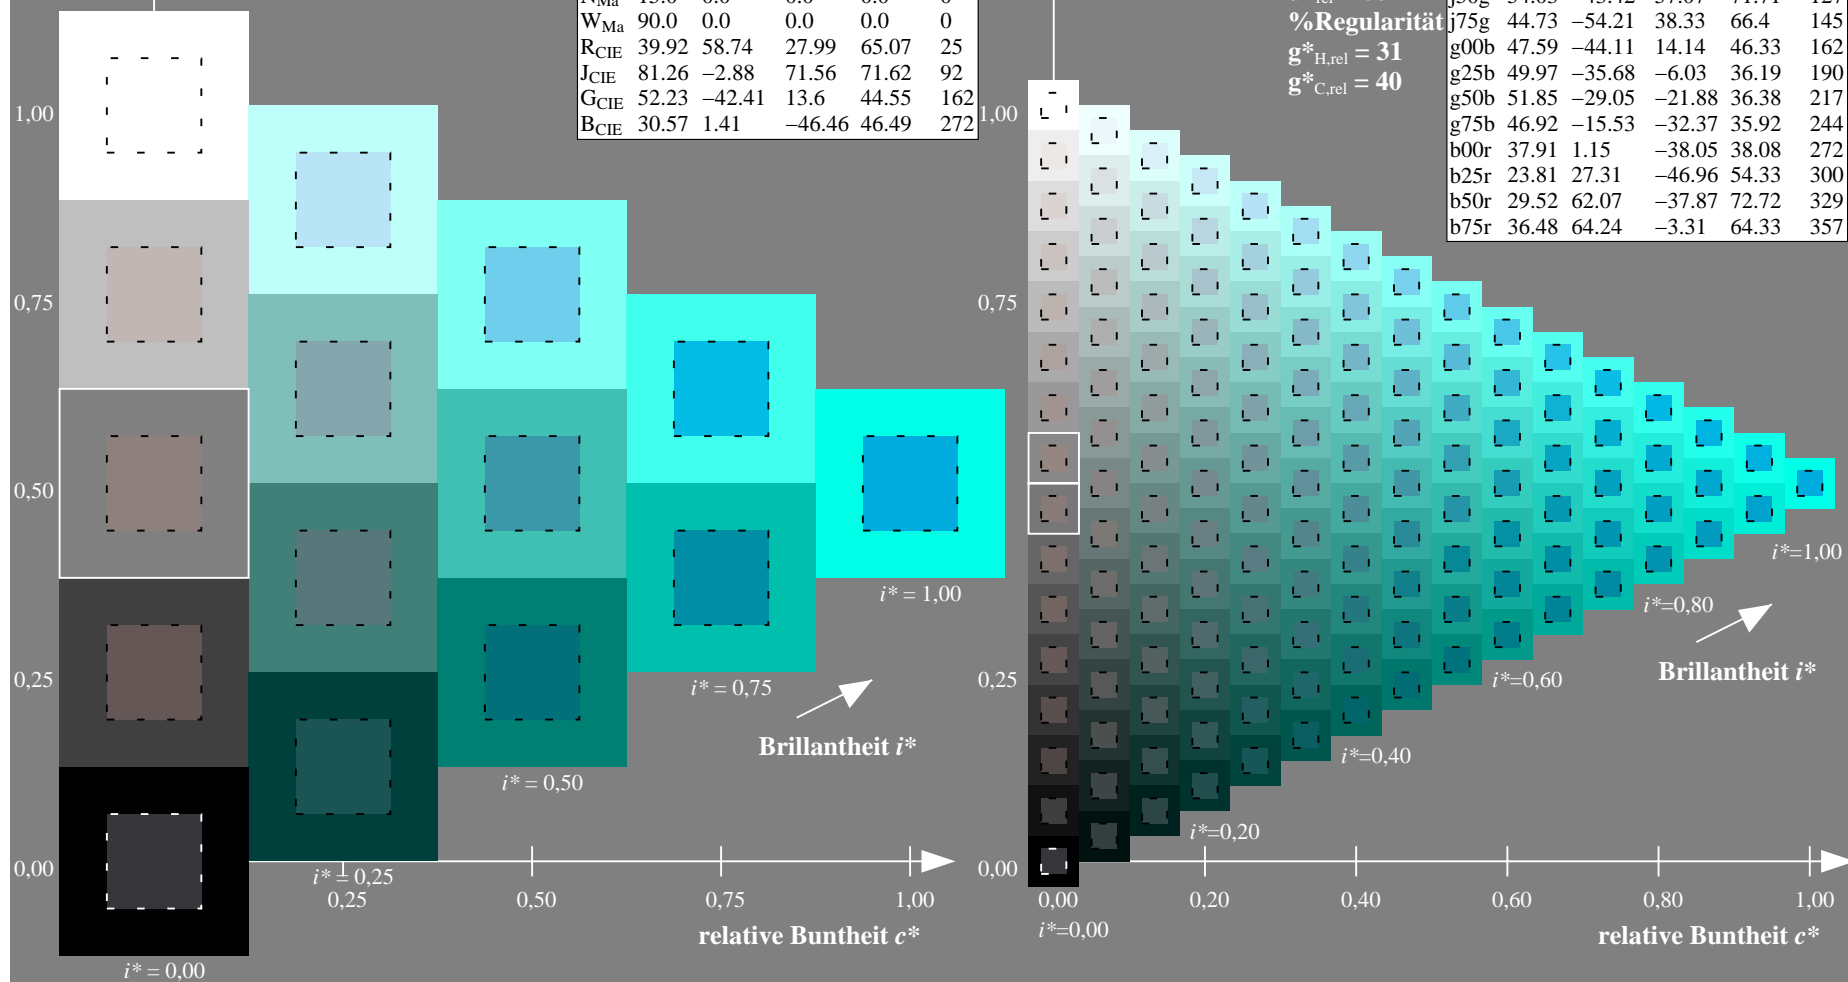 W_Ma 90.0 0.0 0.0 0.0 0
R_CIE 39.92 58.74 27.99 65.07 25
J_CIE 81.26 −2.88 71.56 71.62 92
G_CIE 52.23 −42.41 13.6 44.55 162
B_CIE 30.57 1.41 −46.46 46.49 272
1,00
0,75
0,50
0,25
0,00
i* = 1,00
i* = 0,75
Brillantheit i*
i* = 0,50
i* = 0,25
0,25 0,50 0,75 1,00
relative Buntheit c*
i* = 0,00
%Regularität
g*_H,rel = 31
g*_C,rel = 40
j75g 44.73 −54.21 38.33 66.4 145
g00b 47.59 −44.11 14.14 46.33 162
g25b 49.97 −35.68 −6.03 36.19 190
g50b 51.85 −29.05 −21.88 36.38 217
g75b 46.92 −15.53 −32.37 35.92 244
b00r 37.91 1.15 −38.05 38.08 272
b25r 23.81 27.31 −46.96 54.33 300
b50r 29.52 62.07 −37.87 72.72 329
b75r 36.48 64.24 −3.31 64.33 357
1,00
0,75
0,50
0,25
0,00
i*=1,00
i*=0,80
Brillantheit i*
i*=0,60
i*=0,40
i*=0,20
0,00 0,20 0,40 0,60 0,80 1,00
i*=0,00
relative Buntheit c*